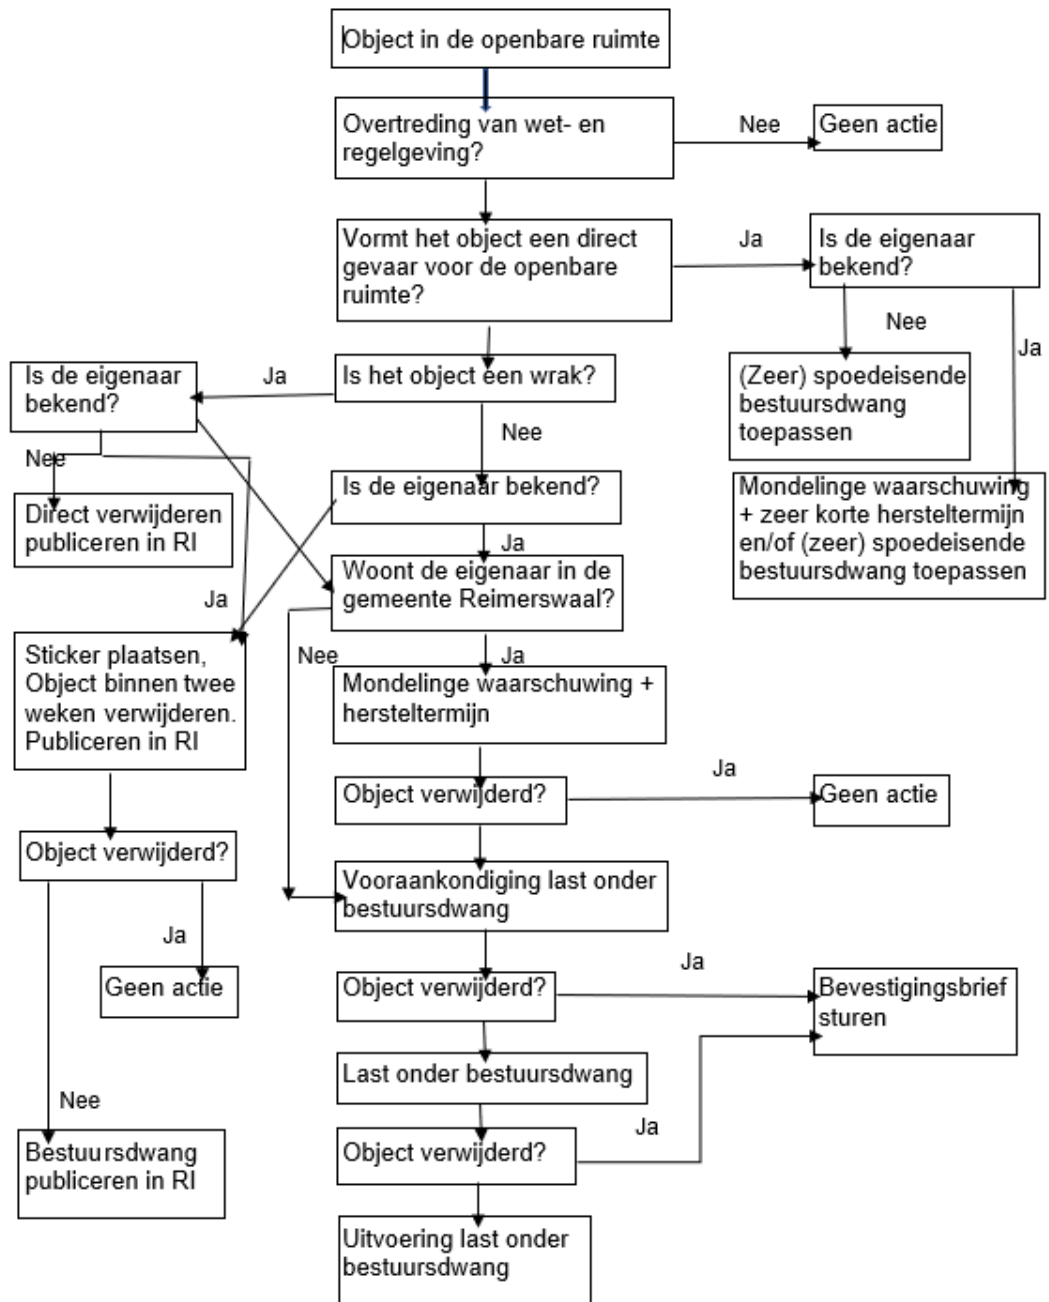 Object in de openbare ruimte
Overtreding van wet- en
regelgeving?
Nee
Geen actie
Vormt het object een direct
gevaar voor de openbare
ruimte?
Ja
Is de eigenaar
bekend?
Nee
Ja
(Zeer) spoedeisende
bestuursdwang
toepassen
Mondelinge waarschuwing
+ zeer korte hersteltermijn
en/of (zeer) spoedeisende
bestuursdwang toepassen
Is het object een wrak?
Ja
Is de eigenaar
bekend?
Nee
Direct verwijderen
publiceren in RI
Nee
Is de eigenaar bekend?
Ja
Woont de eigenaar in de
gemeente Reimerswaal?
Ja
Sticker plaatsen,
Object binnen twee
weken verwijderen.
Publiceren in RI
Nee
Ja
Mondelinge waarschuwing +
hersteltermijn
Object verwijderd?
Ja
Geen actie
Object verwijderd?
Ja
Geen actie
Nee
Bestuursdwang
publiceren in RI
Vooraankondiging last onder
bestuursdwang
Object verwijderd?
Ja
Bevestigingsbrief
sturen
Last onder bestuursdwang
Object verwijderd?
Ja
Uitvoering last onder
bestuursdwang